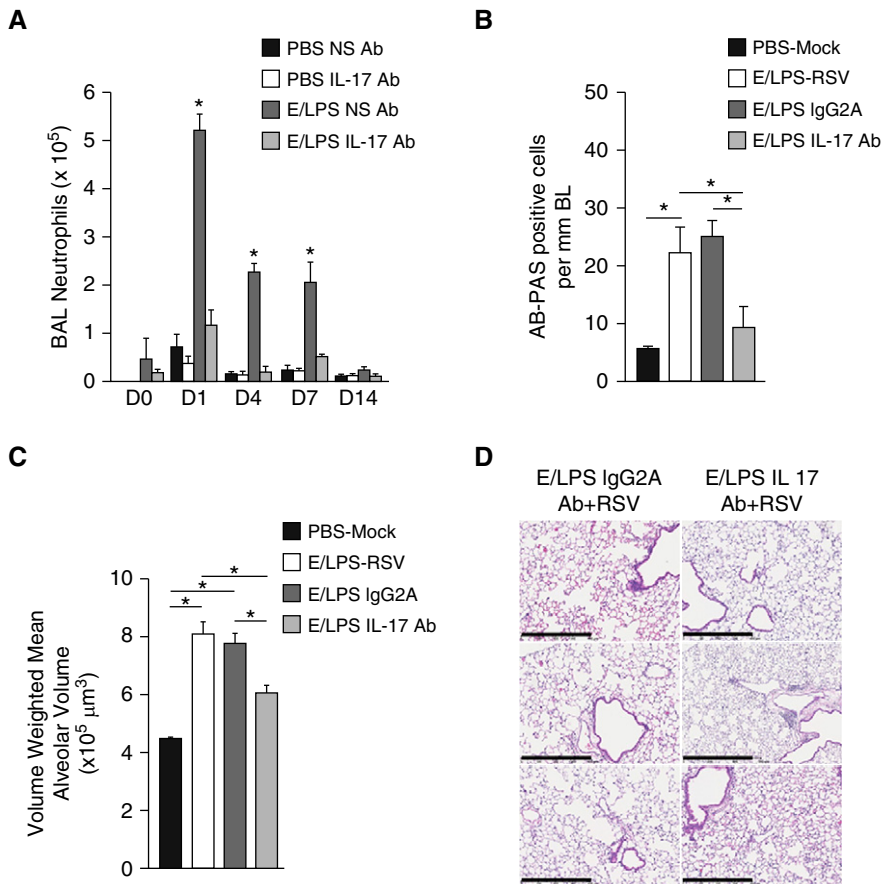 A
PBS NS Ab
PBS IL-17 Ab
E/LPS NS Ab
E/LPS IL-17 Ab
BAL Neutrophils (x 10⁵)
6
5
4
3
2
1
0
*
*
*
D0 D1 D4 D7 D14
B
PBS-Mock
E/LPS-RSV
E/LPS IgG2A
E/LPS IL-17 Ab
AB-PAS positive cells
per mm BL
50
40
30
20
10
0
*
* *
C
PBS-Mock
E/LPS-RSV
E/LPS IgG2A
E/LPS IL-17 Ab
Volume Weighted Mean
Alveolar Volume
(x10⁵ μm³)
10
8
6
4
2
0
*
*
* *
D
E/LPS IgG2A
Ab+RSV
E/LPS IL 17
Ab+RSV